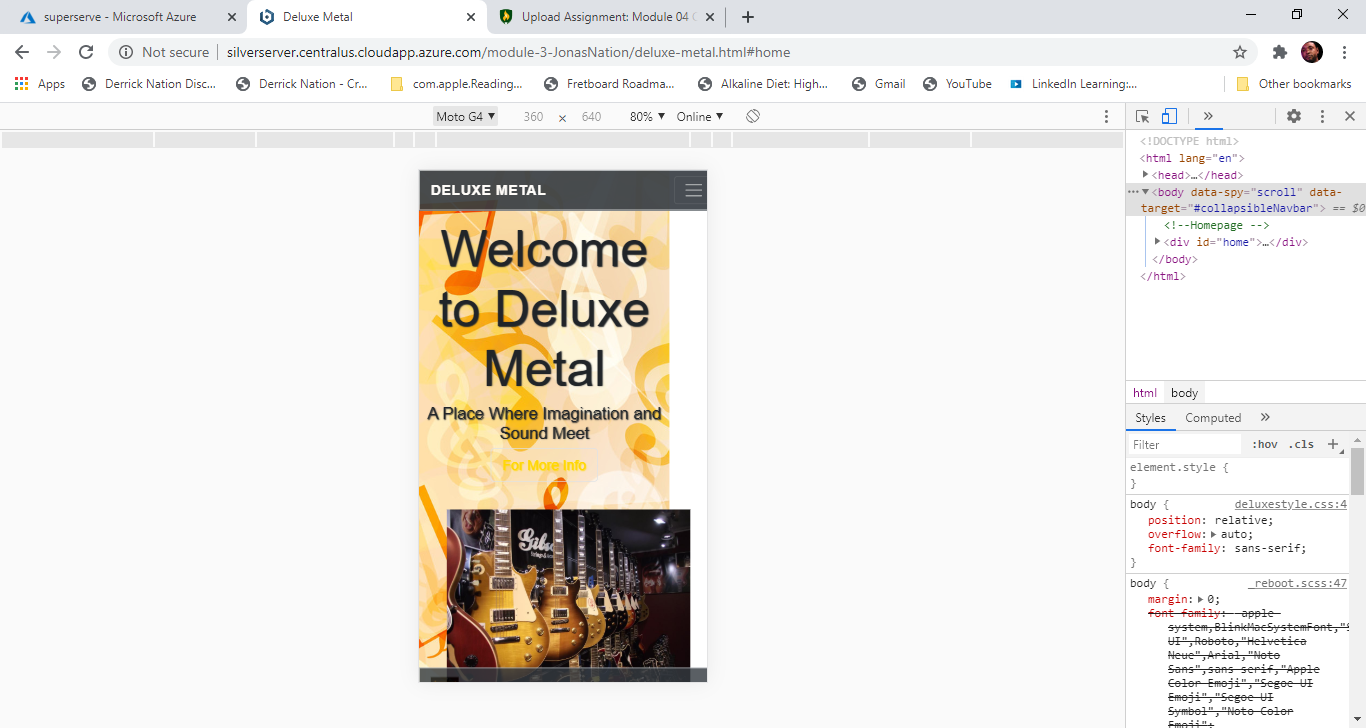 superserve - Microsoft Azure
Deluxe Metal
Upload Assignment: Module 04 C
Not secure
silverserver.centralus.cloudapp.azure.com/module-3-JonasNation/deluxe-metal.html#home
Apps
Derrick Nation Disc...
Derrick Nation - Cr...
com.apple.Reading...
Fretboard Roadma...
Alkaline Diet: High...
Gmail
YouTube
LinkedIn Learning:...
Other bookmarks
Moto G4 ▼
360 × 640
80% ▼
Online ▼
DELUXE METAL
Welcome
to Deluxe
Metal
A Place Where Imagination and
Sound Meet
For More Info
Gibson
<!DOCTYPE html>
<html lang="en">
<head>…</head>
<body data-spy="scroll" data-
target="#collapsibleNavbar"> == $0
<!--Homepage -->
<div id="home">…</div>
</body>
</html>
html body
Styles Computed »
Filter :hov .cls +
element.style {
}
body { deluxestyle.css:4
position: relative;
overflow: auto;
font-family: sans-serif;
}
body { _reboot.scss:47
margin: 0;
font-family: -apple-
system,BlinkMacSystemFont,"S
UI",Roboto,"Helvetica
Neue",Arial,"Noto
Sans",sans-serif,"Apple
Color Emoji","Segoe UI
Emoji","Segoe UI
Symbol","Noto Color
Emoji";